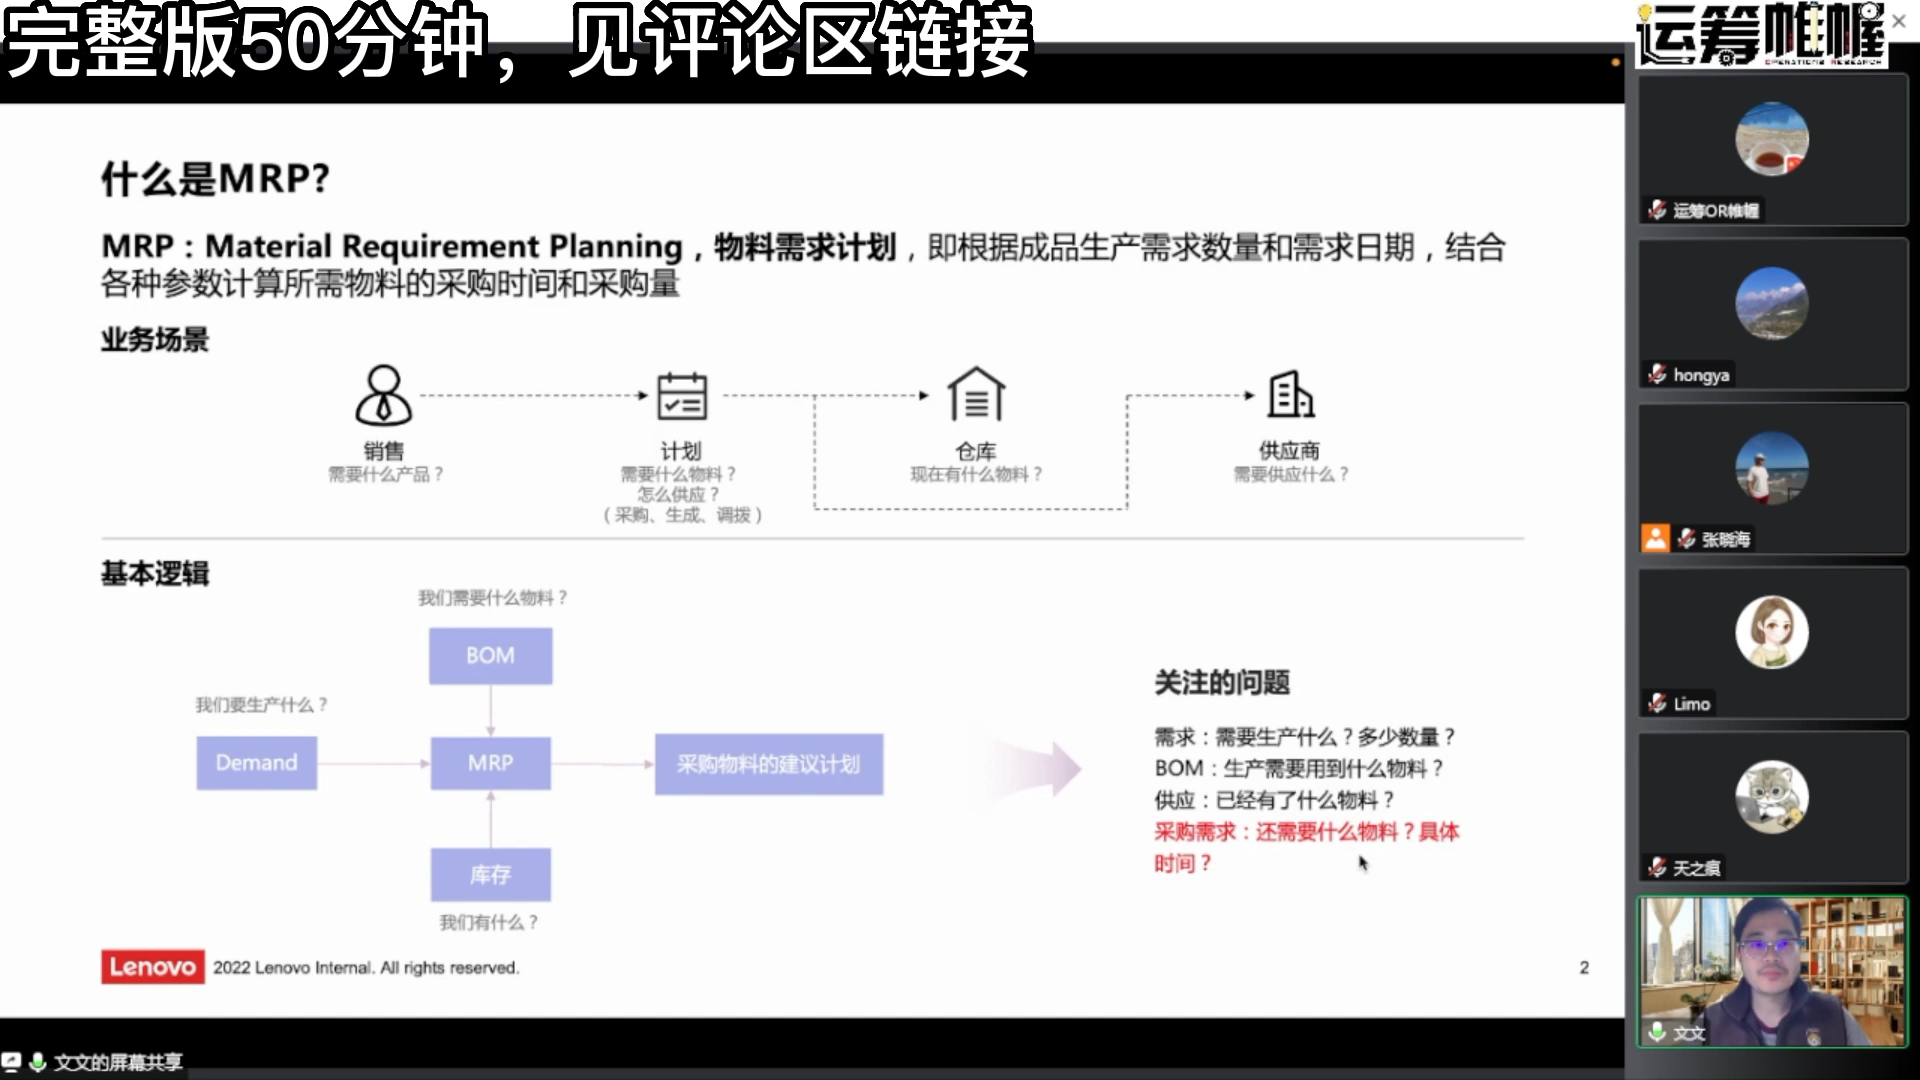 完整版50分钟，见评论区链接
运筹帷幄
OPERATIONS RESEARCH
什么是MRP?
MRP：Material Requirement Planning，物料需求计划，即根据成品生产需求数量和需求日期，结合
各种参数计算所需物料的采购时间和采购量
业务场景
销售
需要什么产品？
计划
需要什么物料？
怎么供应？
（采购、生成、调拨）
仓库
现在有什么物料？
供应商
需要供应什么？
基本逻辑
我们需要什么物料？
BOM
我们要生产什么？
Demand
MRP
采购物料的建议计划
库存
我们有什么？
关注的问题
需求：需要生产什么？多少数量？
BOM：生产需要用到什么物料？
供应：已经有了什么物料？
采购需求：还需要什么物料？具体
时间？
Lenovo 2022 Lenovo Internal. All rights reserved.
2
运筹OR帷幄
hongya
张晓海
Limo
天之痕
文文
文文的屏幕共享